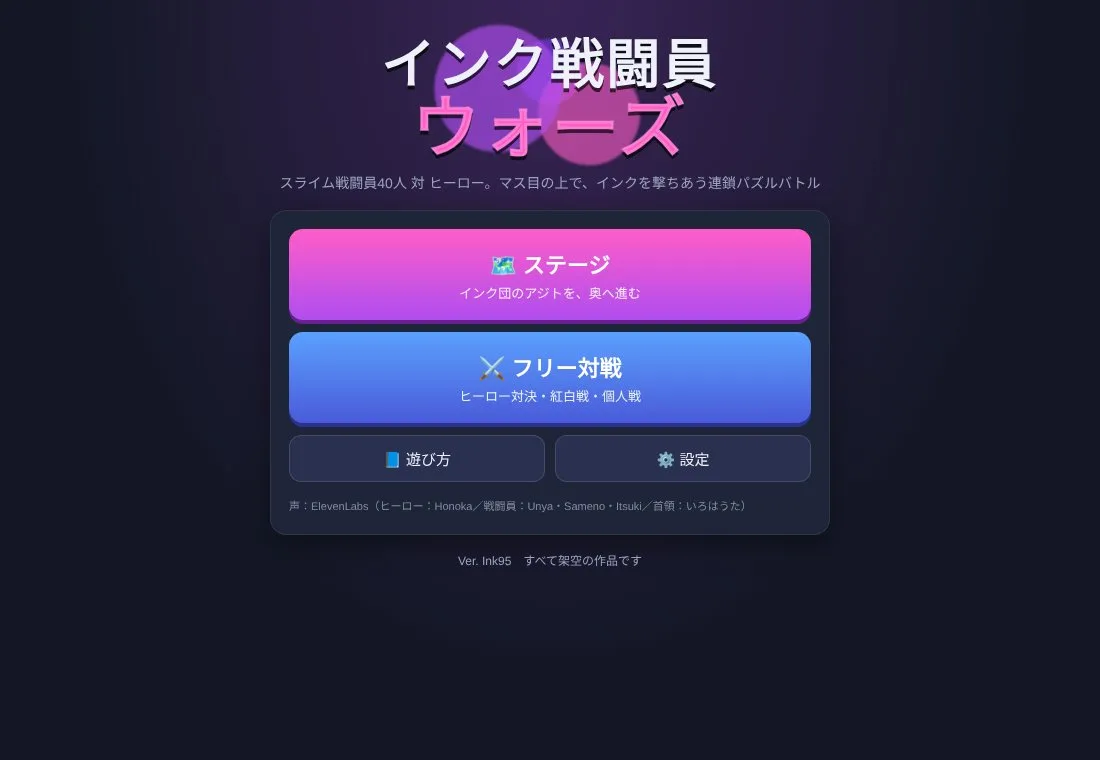 インク戦闘員
ウォーズ
スライム戦闘員40人 対 ヒーロー。マス目の上で、インクを撃ちあう連鎖パズルバトル
🗺️ ステージ
インク団のアジトを、奥へ進む
⚔️ フリー対戦
ヒーロー対決・紅白戦・個人戦
📘 遊び方
⚙️ 設定
声：ElevenLabs（ヒーロー：Honoka／戦闘員：Unya・Sameno・Itsuki／首領：いろはうた）
Ver. Ink95　すべて架空の作品です